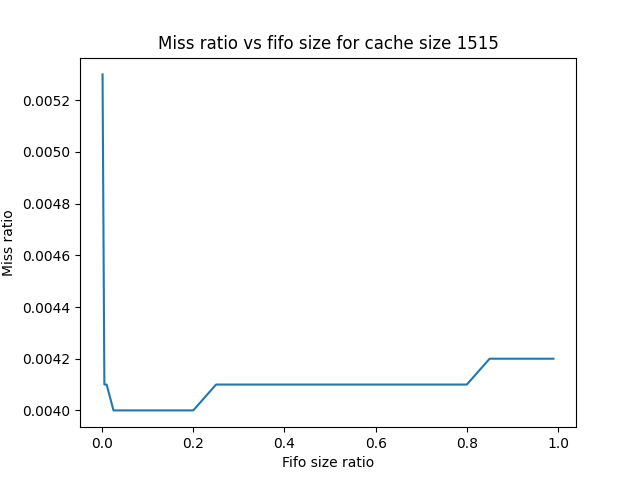 Miss ratio vs fifo size for cache size 1515
Miss ratio
0.0052
0.0050
0.0048
0.0046
0.0044
0.0042
0.0040
0.0 0.2 0.4 0.6 0.8 1.0
Fifo size ratio